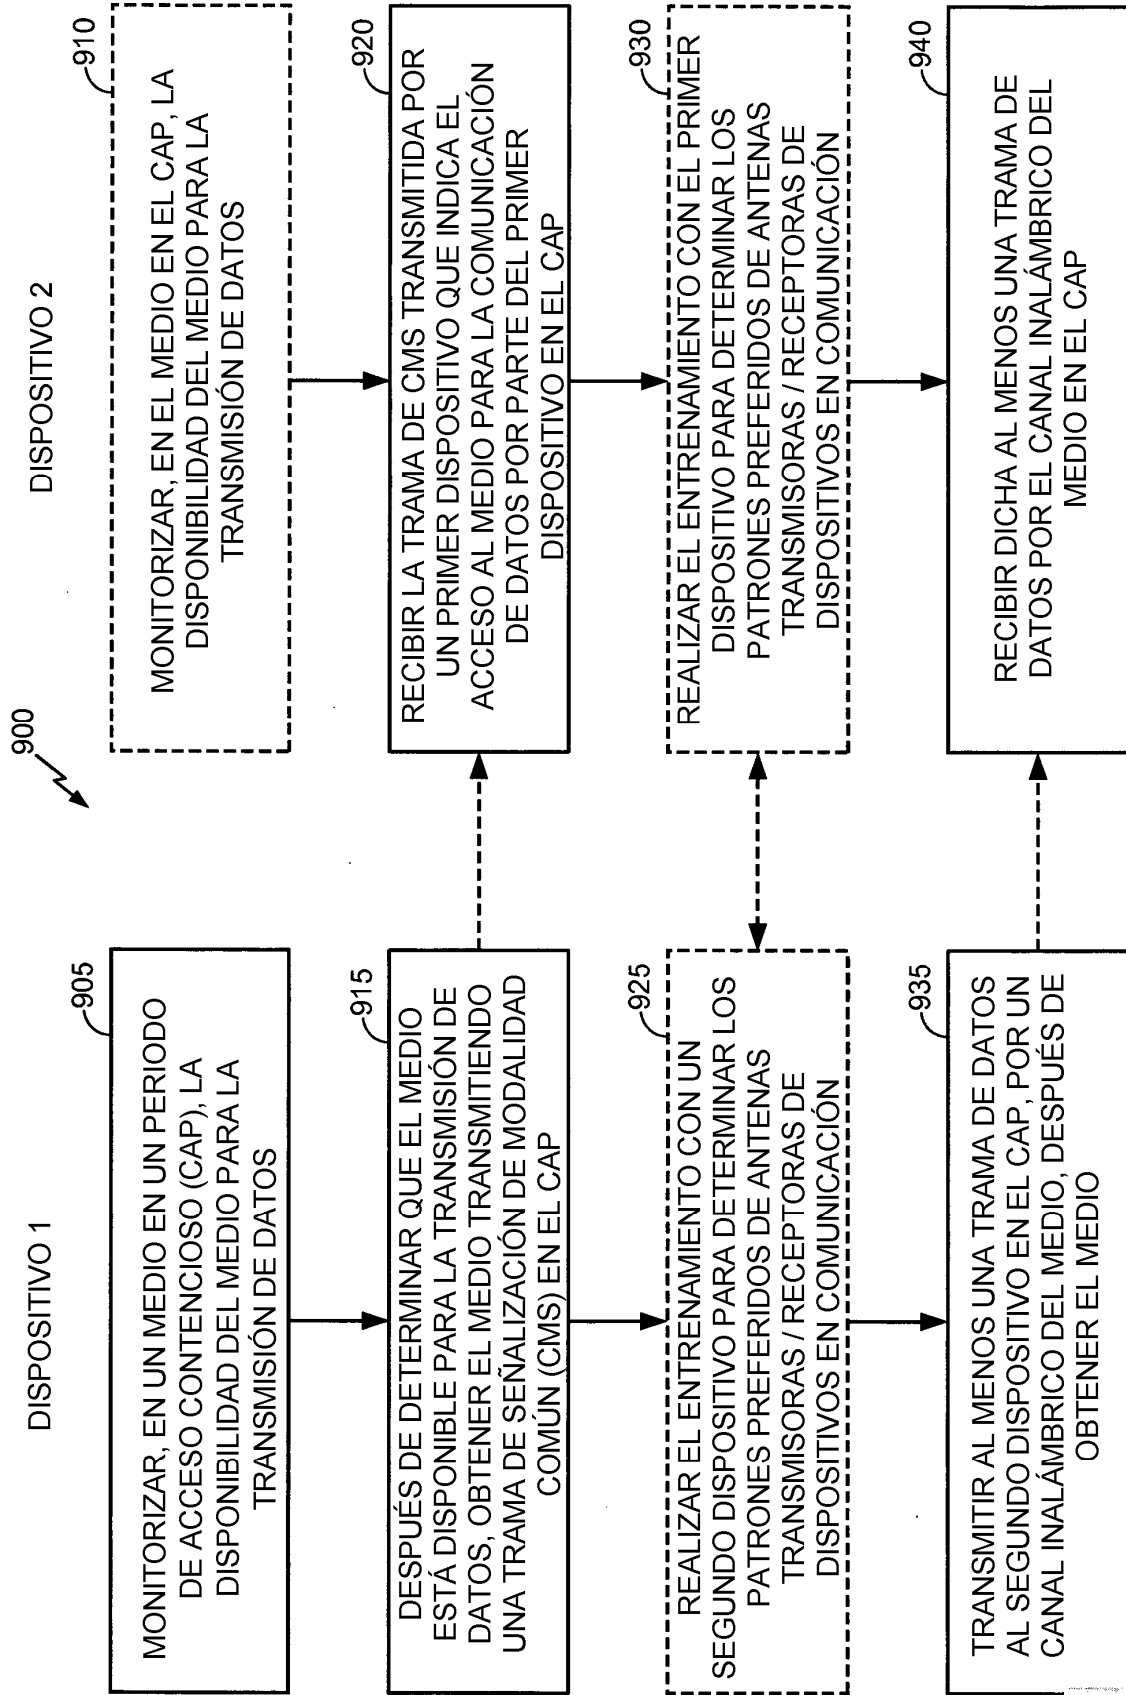 900
DISPOSITIVO 1
905
MONITORIZAR, EN UN MEDIO EN UN PERIODO
DE ACCESO CONTENCIOSO (CAP), LA
DISPONIBILIDAD DEL MEDIO PARA LA
TRANSMISIÓN DE DATOS
915
DESPUÉS DE DETERMINAR QUE EL MEDIO
ESTÁ DISPONIBLE PARA LA TRANSMISIÓN DE
DATOS, OBTENER EL MEDIO TRANSMITIENDO
UNA TRAMA DE SEÑALIZACIÓN DE MODALIDAD
COMÚN (CMS) EN EL CAP
925
REALIZAR EL ENTRENAMIENTO CON UN
SEGUNDO DISPOSITIVO PARA DETERMINAR LOS
PATRONES PREFERIDOS DE ANTENAS
TRANSMISORAS / RECEPTORAS DE
DISPOSITIVOS EN COMUNICACIÓN
935
TRANSMITIR AL MENOS UNA TRAMA DE DATOS
AL SEGUNDO DISPOSITIVO EN EL CAP, POR UN
CANAL INALÁMBRICO DEL MEDIO, DESPUÉS DE
OBTENER EL MEDIO
DISPOSITIVO 2
910
MONITORIZAR, EN EL MEDIO EN EL CAP, LA
DISPONIBILIDAD DEL MEDIO PARA LA
TRANSMISIÓN DE DATOS
920
RECIBIR LA TRAMA DE CMS TRANSMITIDA POR
UN PRIMER DISPOSITIVO QUE INDICA EL
ACCESO AL MEDIO PARA LA COMUNICACIÓN
DE DATOS POR PARTE DEL PRIMER
DISPOSITIVO EN EL CAP
930
REALIZAR EL ENTRENAMIENTO CON EL PRIMER
DISPOSITIVO PARA DETERMINAR LOS
PATRONES PREFERIDOS DE ANTENAS
TRANSMISORAS / RECEPTORAS DE
DISPOSITIVOS EN COMUNICACIÓN
940
RECIBIR DICHA AL MENOS UNA TRAMA DE
DATOS POR EL CANAL INALÁMBRICO DEL
MEDIO EN EL CAP